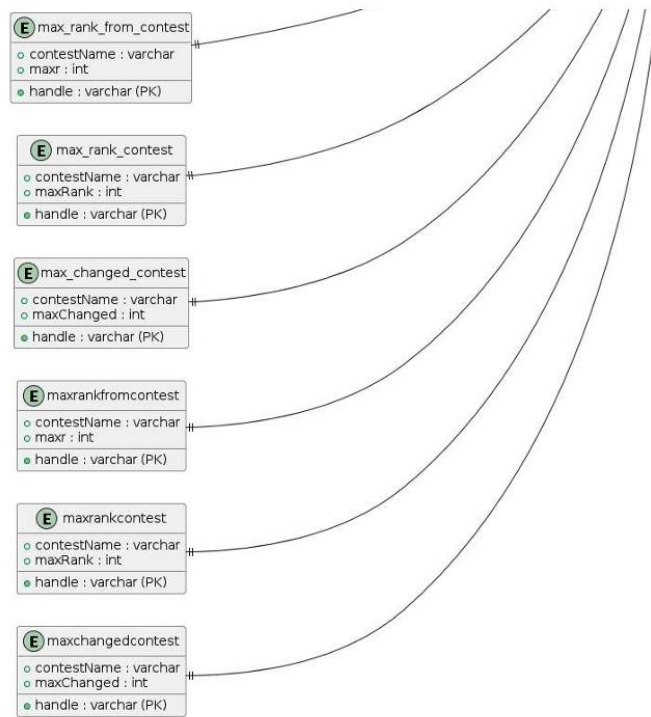 E max_rank_from_contest
contestName : varchar
maxr : int
handle : varchar (PK)
E max_rank_contest
contestName : varchar
maxRank : int
handle : varchar (PK)
E max_changed_contest
contestName : varchar
maxChanged : int
handle : varchar (PK)
E maxrankfromcontest
contestName : varchar
maxr : int
handle : varchar (PK)
E maxrankcontest
contestName : varchar
maxRank : int
handle : varchar (PK)
E maxchangedcontest
contestName : varchar
maxChanged : int
handle : varchar (PK)